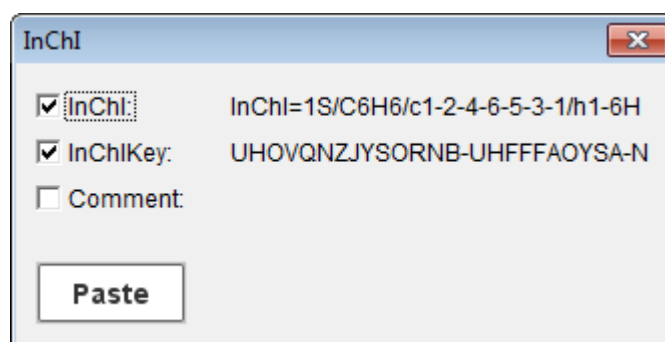 InChI
InChI: InChI=1S/C6H6/c1-2-4-6-5-3-1/h1-6H
InChIKey: UHOVQNZJYSORNB-UHFFFAOYSA-N
Comment:
Paste